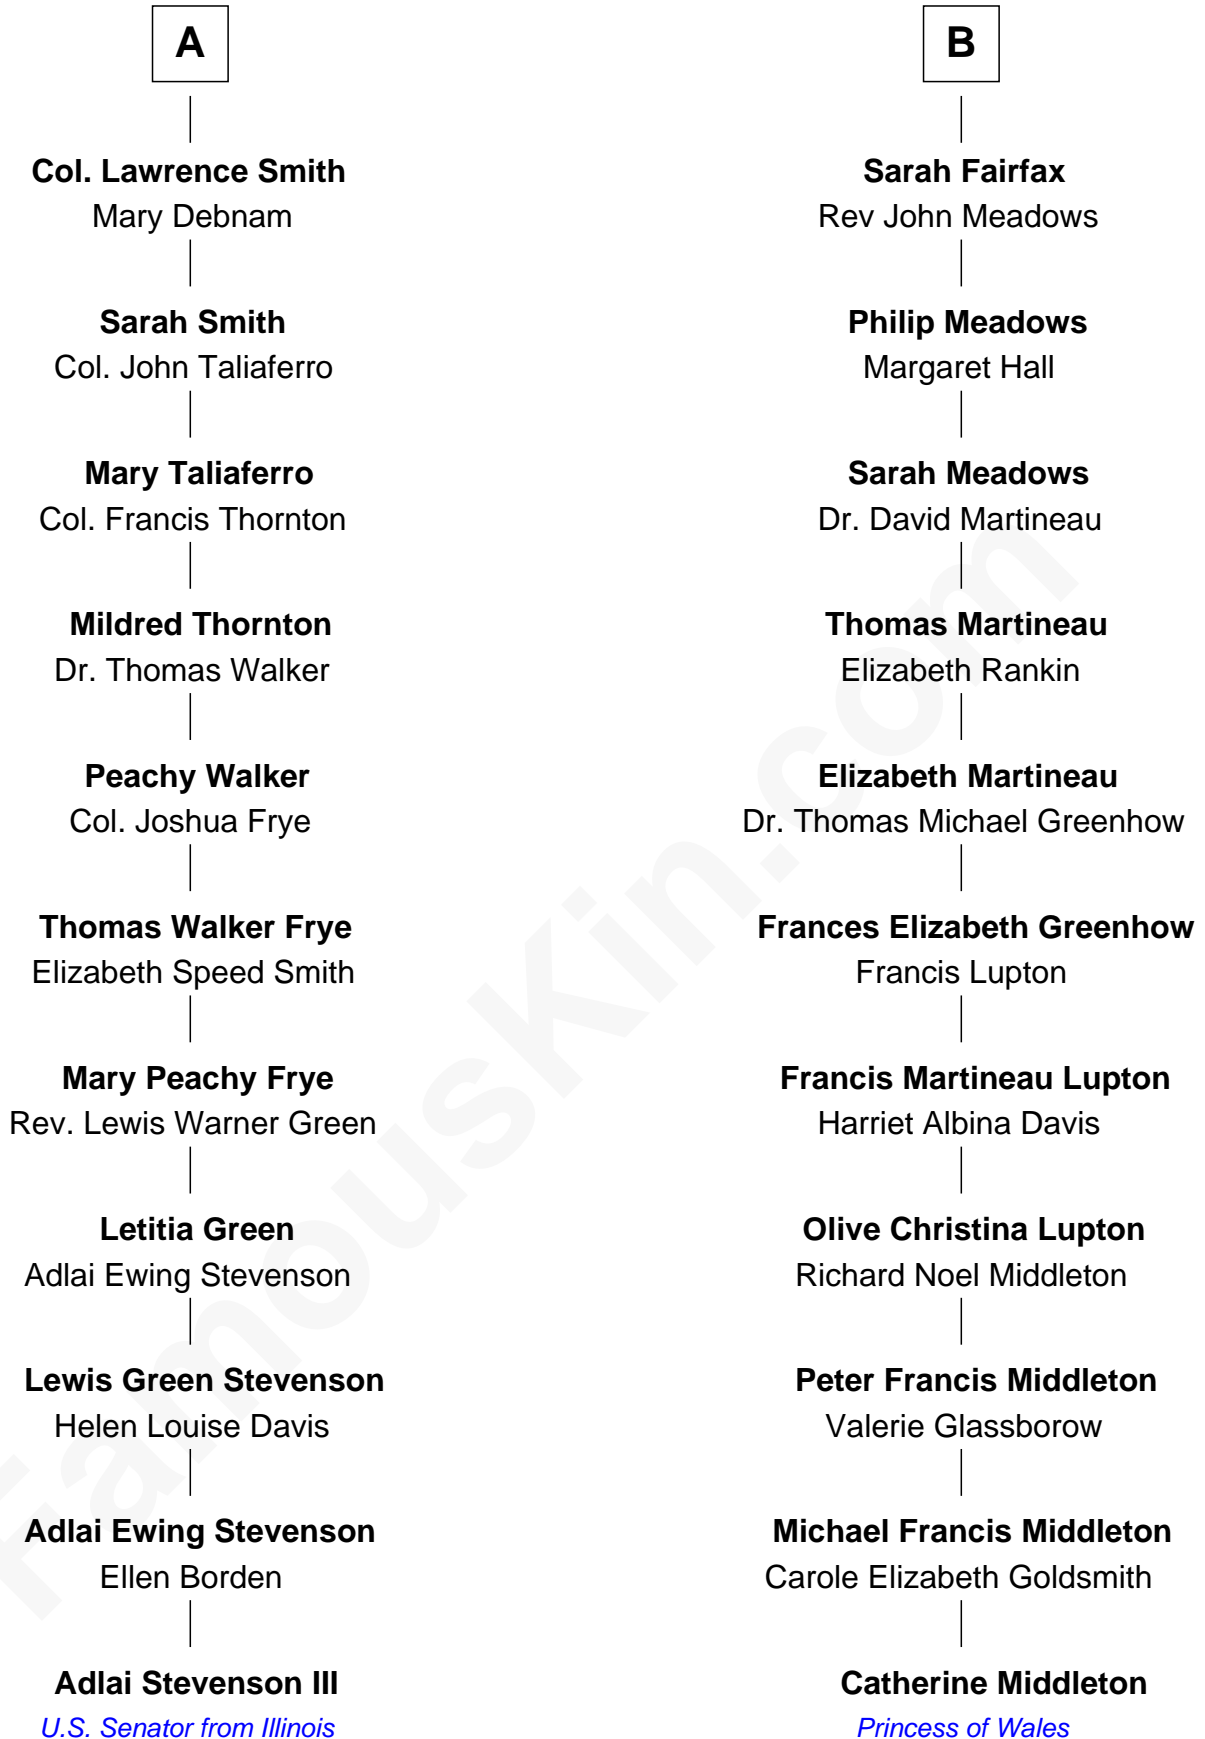 A
Col. Lawrence Smith
Mary Debnam
Sarah Smith
Col. John Taliaferro
Mary Taliaferro
Col. Francis Thornton
Mildred Thornton
Dr. Thomas Walker
Peachy Walker
Col. Joshua Frye
Thomas Walker Frye
Elizabeth Speed Smith
Mary Peachy Frye
Rev. Lewis Warner Green
Letitia Green
Adlai Ewing Stevenson
Lewis Green Stevenson
Helen Louise Davis
Adlai Ewing Stevenson
Ellen Borden
Adlai Stevenson III
U.S. Senator from Illinois
B
Sarah Fairfax
Rev John Meadows
Philip Meadows
Margaret Hall
Sarah Meadows
Dr. David Martineau
Thomas Martineau
Elizabeth Rankin
Elizabeth Martineau
Dr. Thomas Michael Greenhow
Frances Elizabeth Greenhow
Francis Lupton
Francis Martineau Lupton
Harriet Albina Davis
Olive Christina Lupton
Richard Noel Middleton
Peter Francis Middleton
Valerie Glassborow
Michael Francis Middleton
Carole Elizabeth Goldsmith
Catherine Middleton
Princess of Wales
FamousKin.com